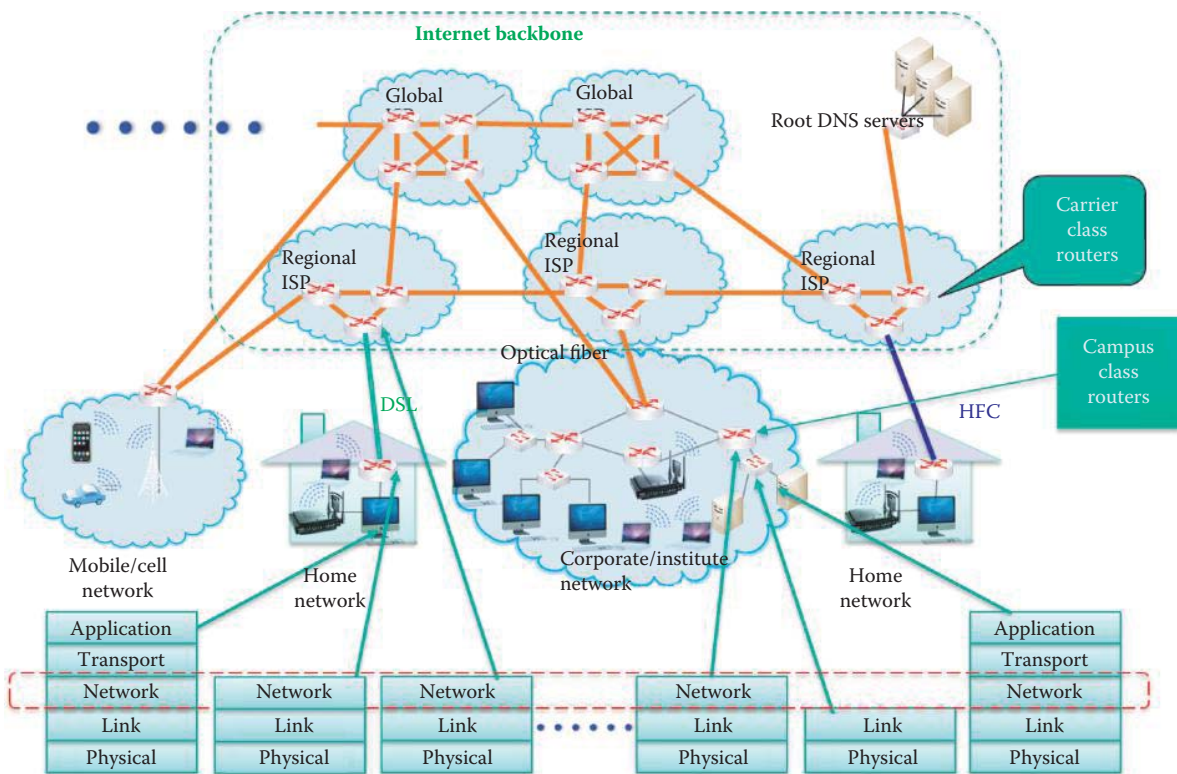 Internet backbone
Global
Global
Root DNS servers
Carrier
class
routers
Regional
ISP
Regional
ISP
Regional
ISP
Optical fiber
Campus
class
routers
DSL
HFC
Mobile/cell
network
Home
network
Corporate/institute
network
Home
network
Application
Transport
Network
Link
Physical
Network
Link
Physical
Network
Link
Physical
Network
Link
Physical
Link
Physical
Application
Transport
Network
Link
Physical